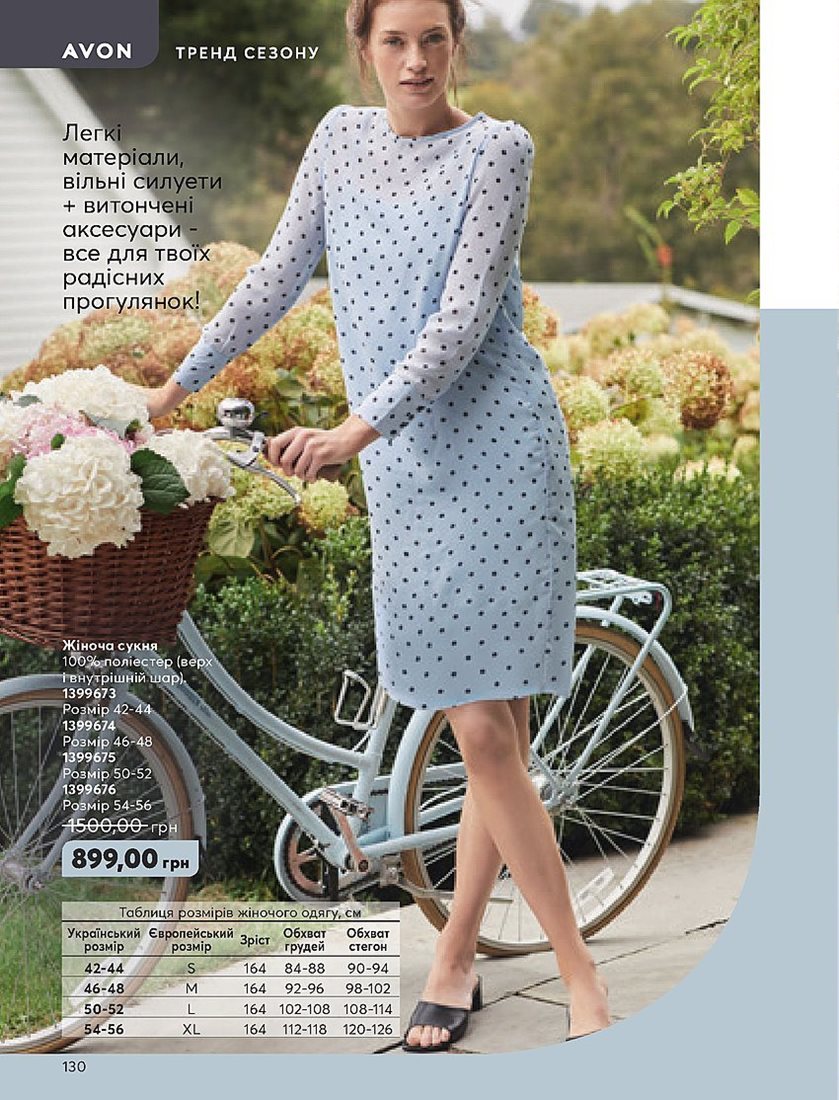 AVON
ТРЕНД СЕЗОНУ
Легкі
матеріали,
вільні силуети
+ витончені
аксесуари -
все для твоїх
радісних
прогулянок!
Жіноча сукня
100% поліестер (верх
і внутрішній шар).
1399673
Розмір 42-44
1399674
Розмір 46-48
1399675
Розмір 50-52
1399676
Розмір 54-56
1500,00 грн
899,00 грн
Таблиця розмірів жіночого одягу, см
Український розмір Європейський розмір Зріст Обхват грудей Обхват стегон
42-44 S 164 84-88 90-94
46-48 M 164 92-96 98-102
50-52 L 164 102-108 108-114
54-56 XL 164 112-118 120-126
130